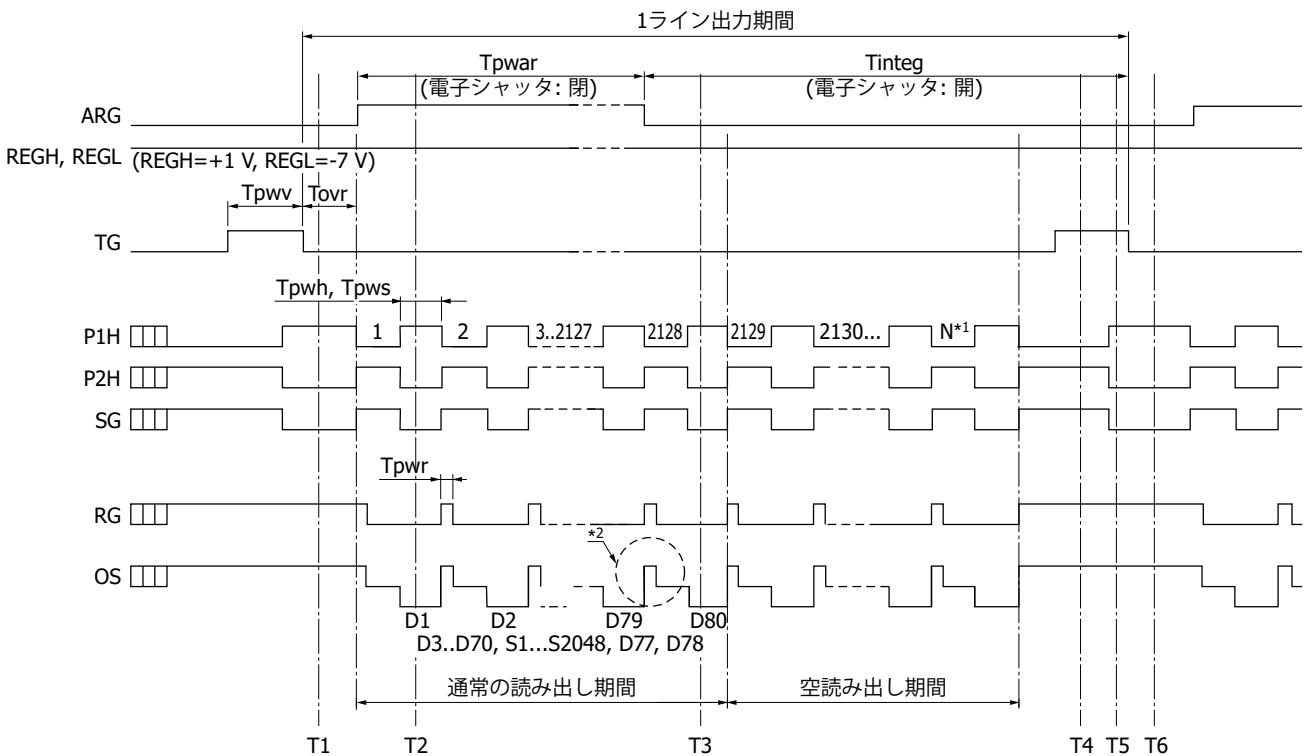 1ライン出力期間
Tpwar
(電子シャッタ: 閉)
Tinteg
(電子シャッタ: 開)
ARG
REGH, REGL (REGH=+1 V, REGL=-7 V)
Tpwv Tovr
TG
Tpwh, Tpws
P1H 1 2 3..2127 2128 2129 2130... N*1
P2H
SG
Tpwr
RG
*2
OS
D1 D2 D79 D80
D3..D70, S1...S2048, D77, D78
通常の読み出し期間 空読み出し期間
T1 T2 T3 T4 T5 T6